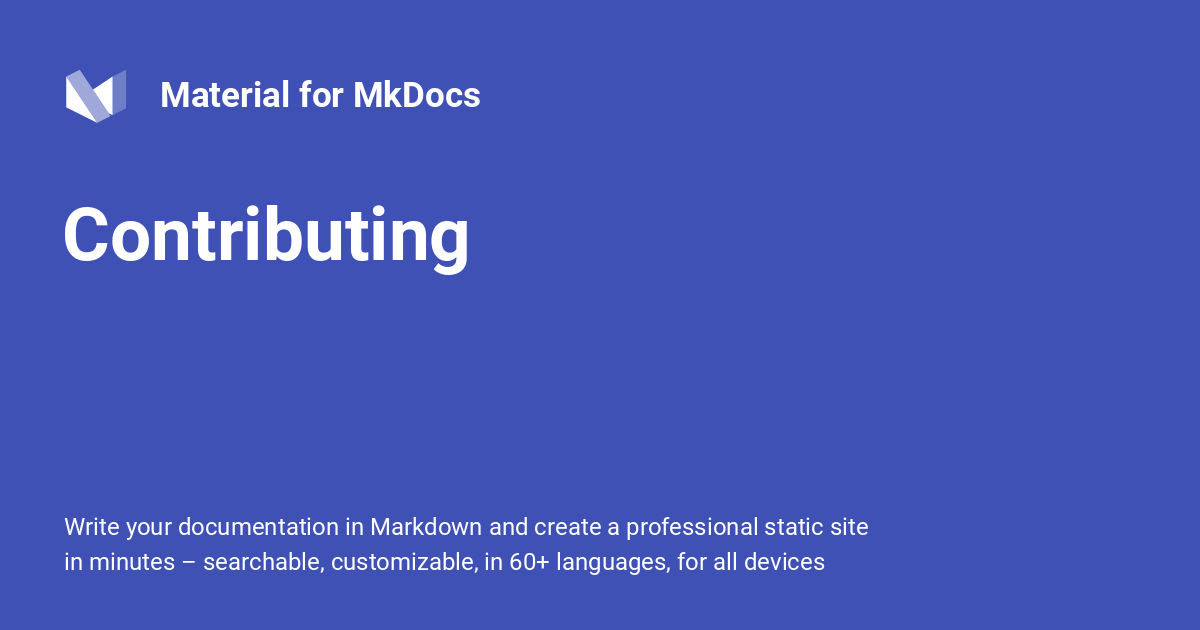 Material for MkDocs
Contributing
Write your documentation in Markdown and create a professional static site
in minutes – searchable, customizable, in 60+ languages, for all devices